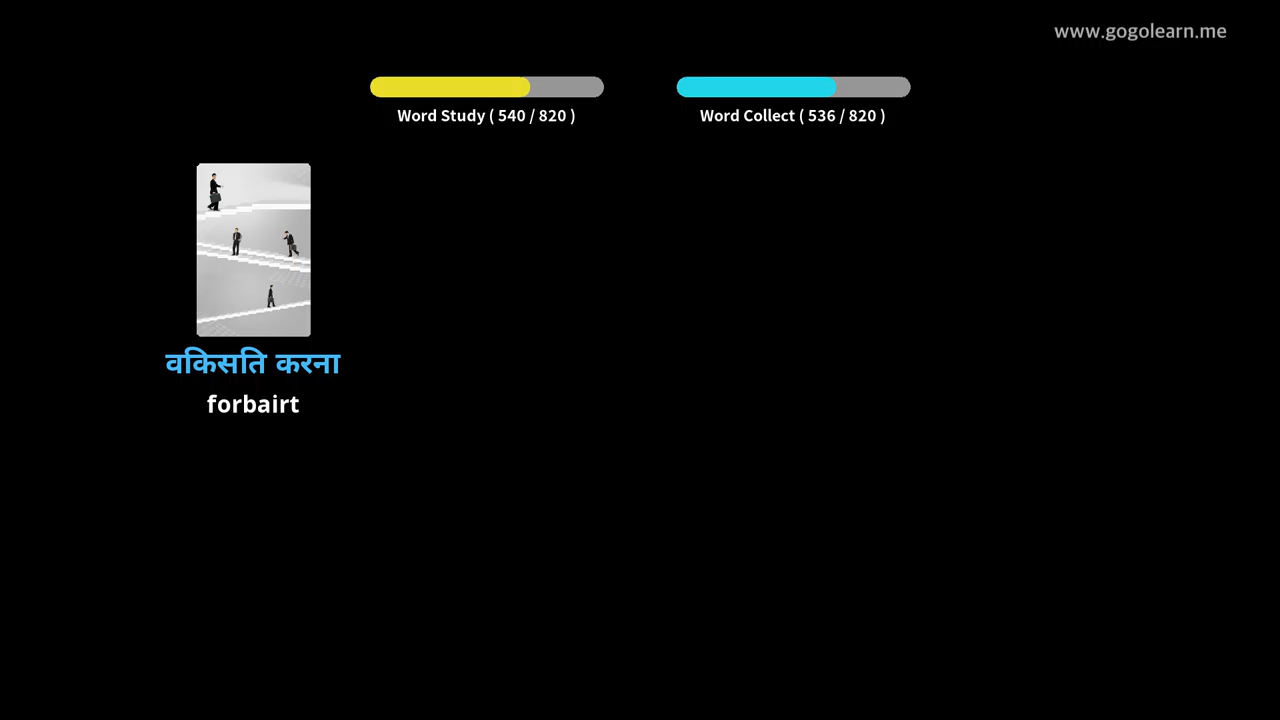 www.gogolearn.me
Word Study ( 540 / 820 )
Word Collect ( 536 / 820 )
वकिसति करना
forbairt